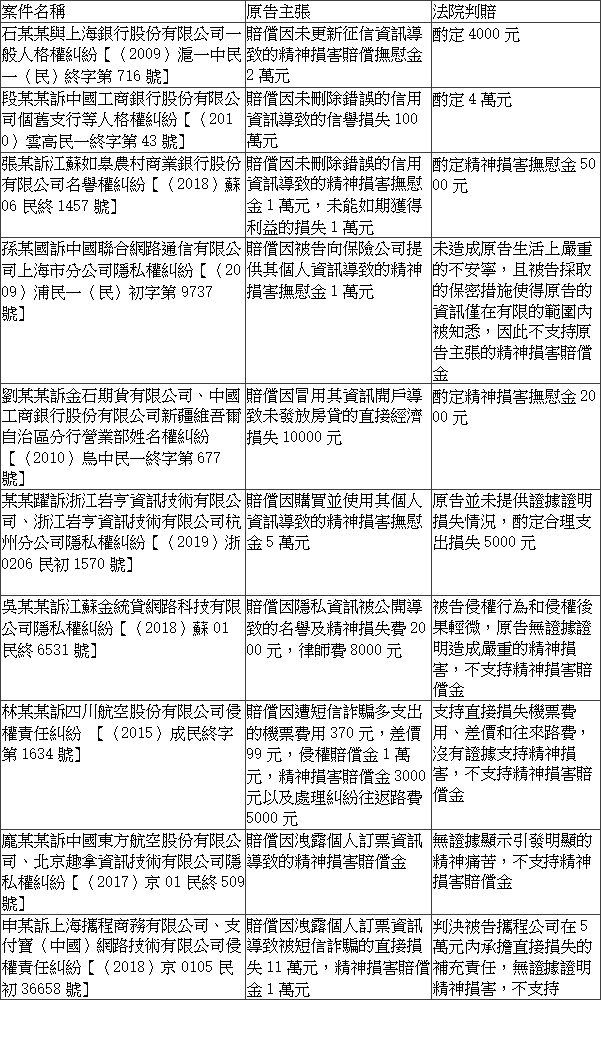 案件名稱
原告主張
法院判賠
石某某與上海銀行股份有限公司一
般人格權糾紛【（2009）滬一中民
一（民）終字第 716 號】
賠償因未更新征信資訊導
致的精神損害賠償撫慰金
2 萬元
酌定 4000 元
段某某訴中國工商銀行股份有限公
司個舊支行等人格權糾紛【（201
0）雲高民一終字第 43 號】
賠償因未刪除錯誤的信用
資訊導致的信譽損失 100
萬元
酌定 4 萬元
張某訴江蘇如皋農村商業銀行股份
有限公司名譽權糾紛【（2018）蘇
06 民終 1457 號】
賠償因未刪除錯誤的信用
資訊導致的精神損害撫慰
金 1 萬元，未能如期獲得
利益的損失 1 萬元
酌定精神損害撫慰金 50
00 元
孫某國訴中國聯合網路通信有限公
司上海市分公司隱私權糾紛【（20
09）浦民一（民）初字第 9737
號】
賠償因被告向保險公司提
供其個人資訊導致的精神
損害撫慰金 1 萬元
未造成原告生活上嚴重
的不安寧，且被告採取
的保密措施使得原告的
資訊僅在有限的範圍內
被知悉，因此不支持原
告主張的精神損害賠償
金
劉某某訴金石期貨有限公司、中國
工商銀行股份有限公司新疆維吾爾
自治區分行營業部姓名權糾紛
【（2010）烏中民一終字第 677
號】
賠償因冒用其資訊開戶導
致未發放房貸的直接經濟
損失 10000 元
酌定精神損害撫慰金 20
00 元
某某躍訴浙江岩亨資訊技術有限公
司、浙江岩亨資訊技術有限公司杭
州分公司隱私權糾紛【（2019）浙
0206 民初 1570 號】
賠償因購買並使用其個人
資訊導致的精神損害撫慰
金 5 萬元
原告並未提供證據證明
損失情況，酌定合理支
出損失 5000 元
吳某某訴江蘇金統貸網路科技有限
公司隱私權糾紛【（2018）蘇 01
民終 6531 號】
賠償因隱私資訊被公開導
致的名譽及精神損失費 20
00 元，律師費 8000 元
被告侵權行為和侵權後
果輕微，原告無證據證
明造成嚴重的精神損
害，不支持精神損害賠
償金
林某某訴四川航空股份有限公司侵
權責任糾紛 【（2015）成民終字
第 1634 號】
賠償因遭短信詐騙多支出
的機票費用 370 元，差價
99 元，侵權賠償金 1 萬
元，精神損害賠償金 3000
元以及處理糾紛往返路費
5000 元
支持直接損失機票費
用、差價和往來路費，
沒有證據支持精神損
害，不支持精神損害賠
償金
龐某某訴中國東方航空股份有限公
司、北京趣拿資訊技術有限公司隱
私權糾紛【（2017）京 01 民終 509
號】
賠償因洩露個人訂票資訊
導致的精神損害賠償金
無證據顯示引發明顯的
精神痛苦，不支持精神
損害賠償金
申某訴上海攜程商務有限公司、支
付寶（中國）網路技術有限公司侵
權責任糾紛【（2018）京 0105 民
初 36658 號】
賠償因洩露個人訂票資訊
導致被短信詐騙的直接損
失 11 萬元，精神損害賠償
金 1 萬元
判決被告攜程公司在 5
萬元內承擔直接損失的
補充責任，無證據證明
精神損害，不支持